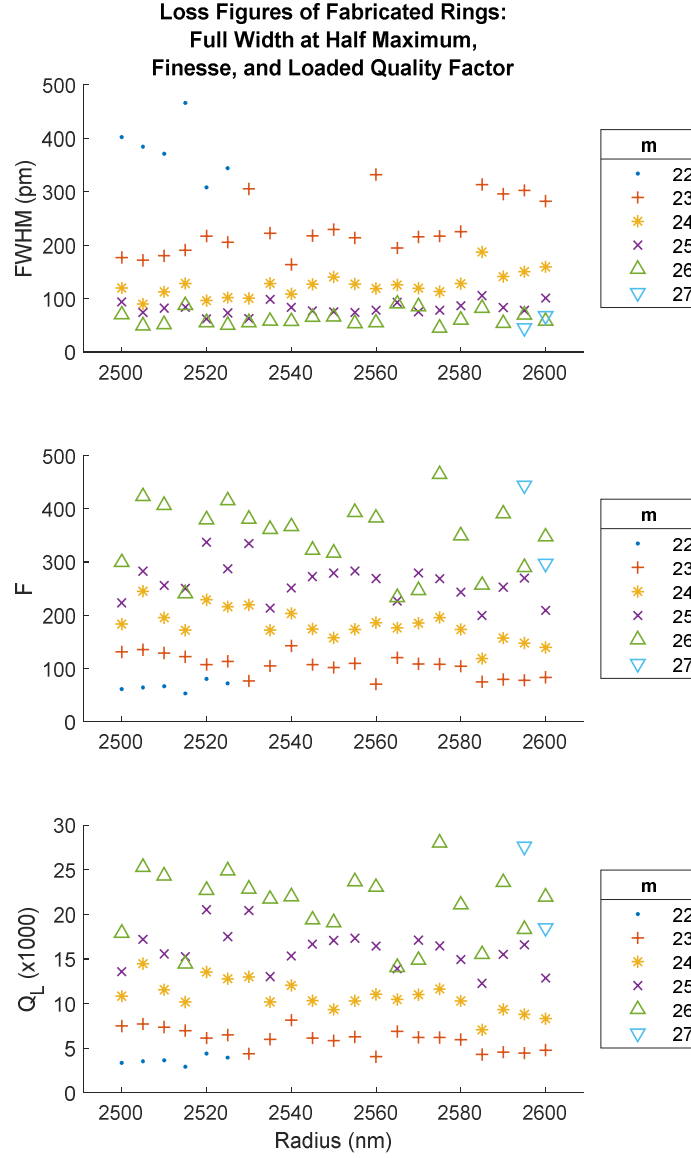 Loss Figures of Fabricated Rings:
Full Width at Half Maximum,
Finesse, and Loaded Quality Factor
500
400
300
200
100
0
FWHM (pm)
2500 2520 2540 2560 2580 2600
m
22
23
24
25
26
27
500
400
300
200
100
0
F
2500 2520 2540 2560 2580 2600
m
22
23
24
25
26
27
30
25
20
15
10
5
0
Q_L (x1000)
2500 2520 2540 2560 2580 2600
Radius (nm)
m
22
23
24
25
26
27